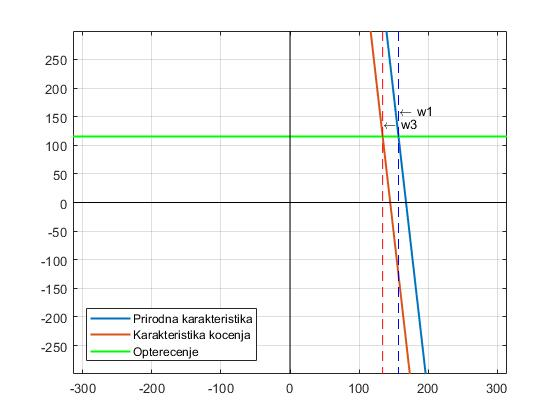 250
200
150
← w1
← w3
100
50
0
-50
-100
-150
-200
Prirodna karakteristika
Karakteristika kocenja
-250
Opterecenje
-300 -200 -100 0 100 200 300